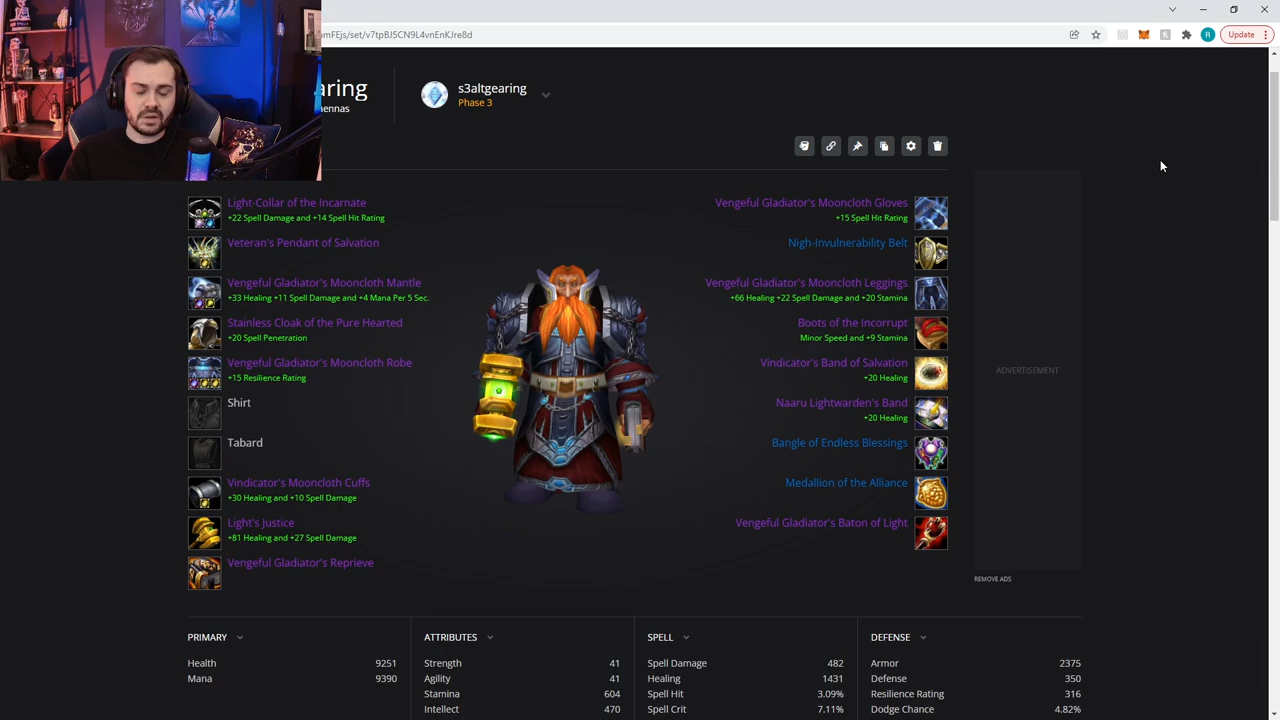 umFEjs/set/v7tpBJ5CN9L4vnEnKJre8d
R
Update
aring
nennas
s3altgearing
Phase 3
Light-Collar of the Incarnate
+22 Spell Damage and +14 Spell Hit Rating
Veteran's Pendant of Salvation
Vengeful Gladiator's Mooncloth Mantle
+33 Healing +11 Spell Damage and +4 Mana Per 5 Sec.
Stainless Cloak of the Pure Hearted
+20 Spell Penetration
Vengeful Gladiator's Mooncloth Robe
+15 Resilience Rating
Shirt
Tabard
Vindicator's Mooncloth Cuffs
+30 Healing and +10 Spell Damage
Light's Justice
+81 Healing and +27 Spell Damage
Vengeful Gladiator's Reprieve
Vengeful Gladiator's Mooncloth Gloves
+15 Spell Hit Rating
Nigh-Invulnerability Belt
Vengeful Gladiator's Mooncloth Leggings
+66 Healing +22 Spell Damage and +20 Stamina
Boots of the Incorrupt
Minor Speed and +9 Stamina
Vindicator's Band of Salvation
+20 Healing
Naaru Lightwarden's Band
+20 Healing
Bangle of Endless Blessings
Medallion of the Alliance
Vengeful Gladiator's Baton of Light
ADVERTISEMENT
REMOVE ADS
PRIMARY
Health 9251
Mana 9390
ATTRIBUTES
Strength 41
Agility 41
Stamina 604
Intellect 470
SPELL
Spell Damage 482
Healing 1431
Spell Hit 3.09%
Spell Crit 7.11%
DEFENSE
Armor 2375
Defense 350
Resilience Rating 316
Dodge Chance 4.82%